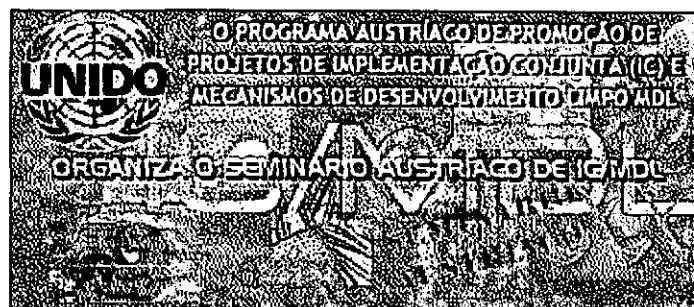 UNIDO
O PROGRAMA AUSTRÍACO DE PROMOÇÃO DE
PROJETOS DE IMPLEMENTAÇÃO CONJUNTA (IC) E
MECANISMOS DE DESENVOLVIMENTO LIMPO MDL
ORGANIZA O SEMINÁRIO AUSTRÍACO DE IC MDL